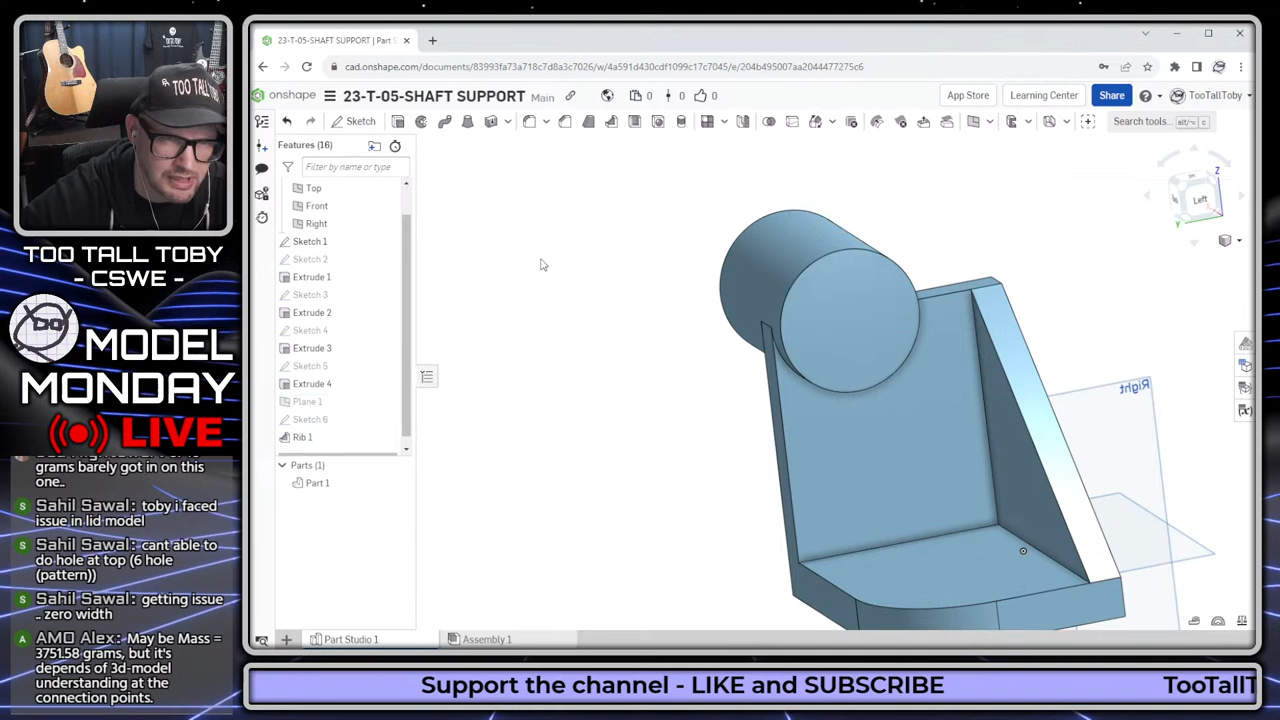 TOO TALL TOBY
- CSWE -
MODEL
MONDAY
LIVE
grams barely got in on this
one..
S Sahil Sawal: toby i faced
issue in lid model
S Sahil Sawal: cant able to
do hole at top (6 hole
(pattern))
S Sahil Sawal: getting issue
.. zero width
A AMO Alex: May be Mass =
3751.58 grams, but it's
depends of 3d-model
understanding at the
connection points.
23-T-05-SHAFT SUPPORT | Part S
cad.onshape.com/documents/83993fa73a718c7d8a3c7026/w/4a591d430cdf1099c17c7045/e/204b495007aa2044477275c6
onshape
23-T-05-SHAFT SUPPORT Main
0
0
0
App Store
Learning Center
Share
TooTallToby
Sketch
Search tools...
alt/⌥ c
Features (16)
Filter by name or type
Top
Front
Right
Sketch 1
Sketch 2
Extrude 1
Sketch 3
Extrude 2
Sketch 4
Extrude 3
Sketch 5
Extrude 4
Plane 1
Sketch 6
Rib 1
Parts (1)
Part 1
Left
Z
Y
Right
Part Studio 1
Assembly 1
Support the channel - LIKE and SUBSCRIBE
TooTallT